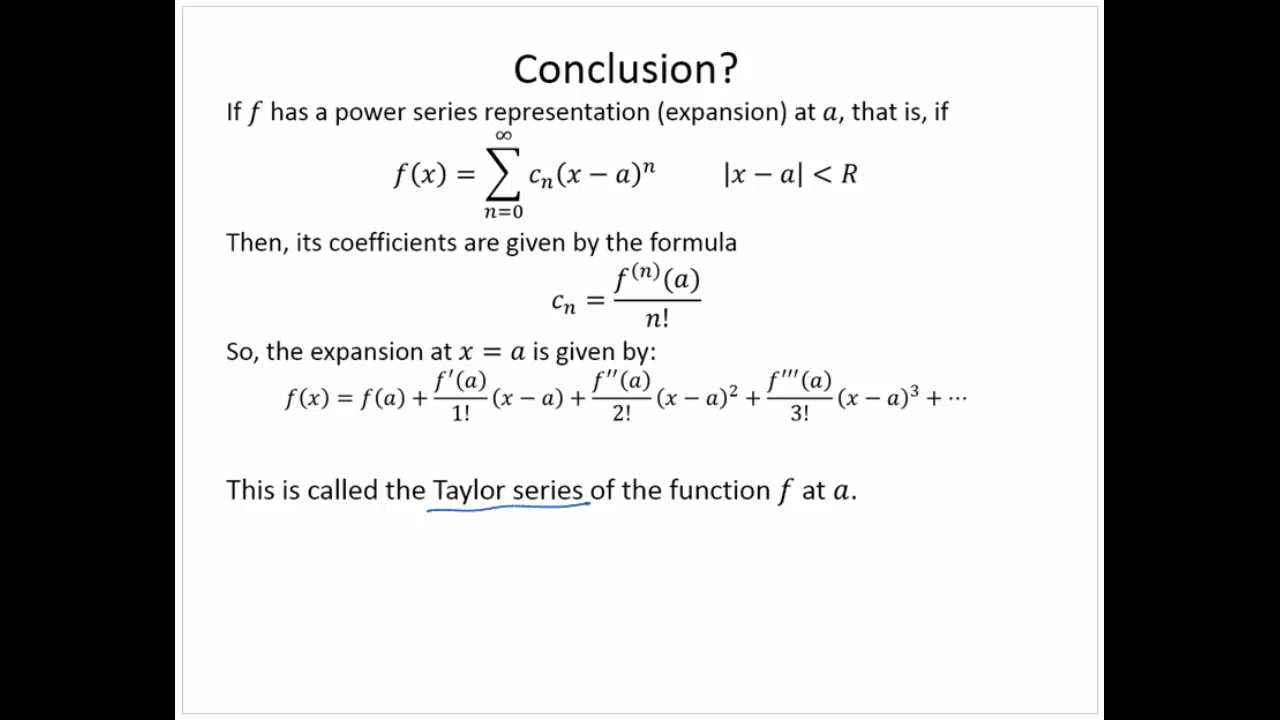 Conclusion?
If f has a power series representation (expansion) at a, that is, if
f(x) = ∑_{n=0}^{∞} cₙ(x − a)ⁿ |x − a| < R
Then, its coefficients are given by the formula
cₙ = f⁽ⁿ⁾(a) / n!
So, the expansion at x = a is given by:
f(x) = f(a) + f′(a)/1! (x − a) + f″(a)/2! (x − a)² + f‴(a)/3! (x − a)³ + ⋯
This is called the Taylor series of the function f at a.